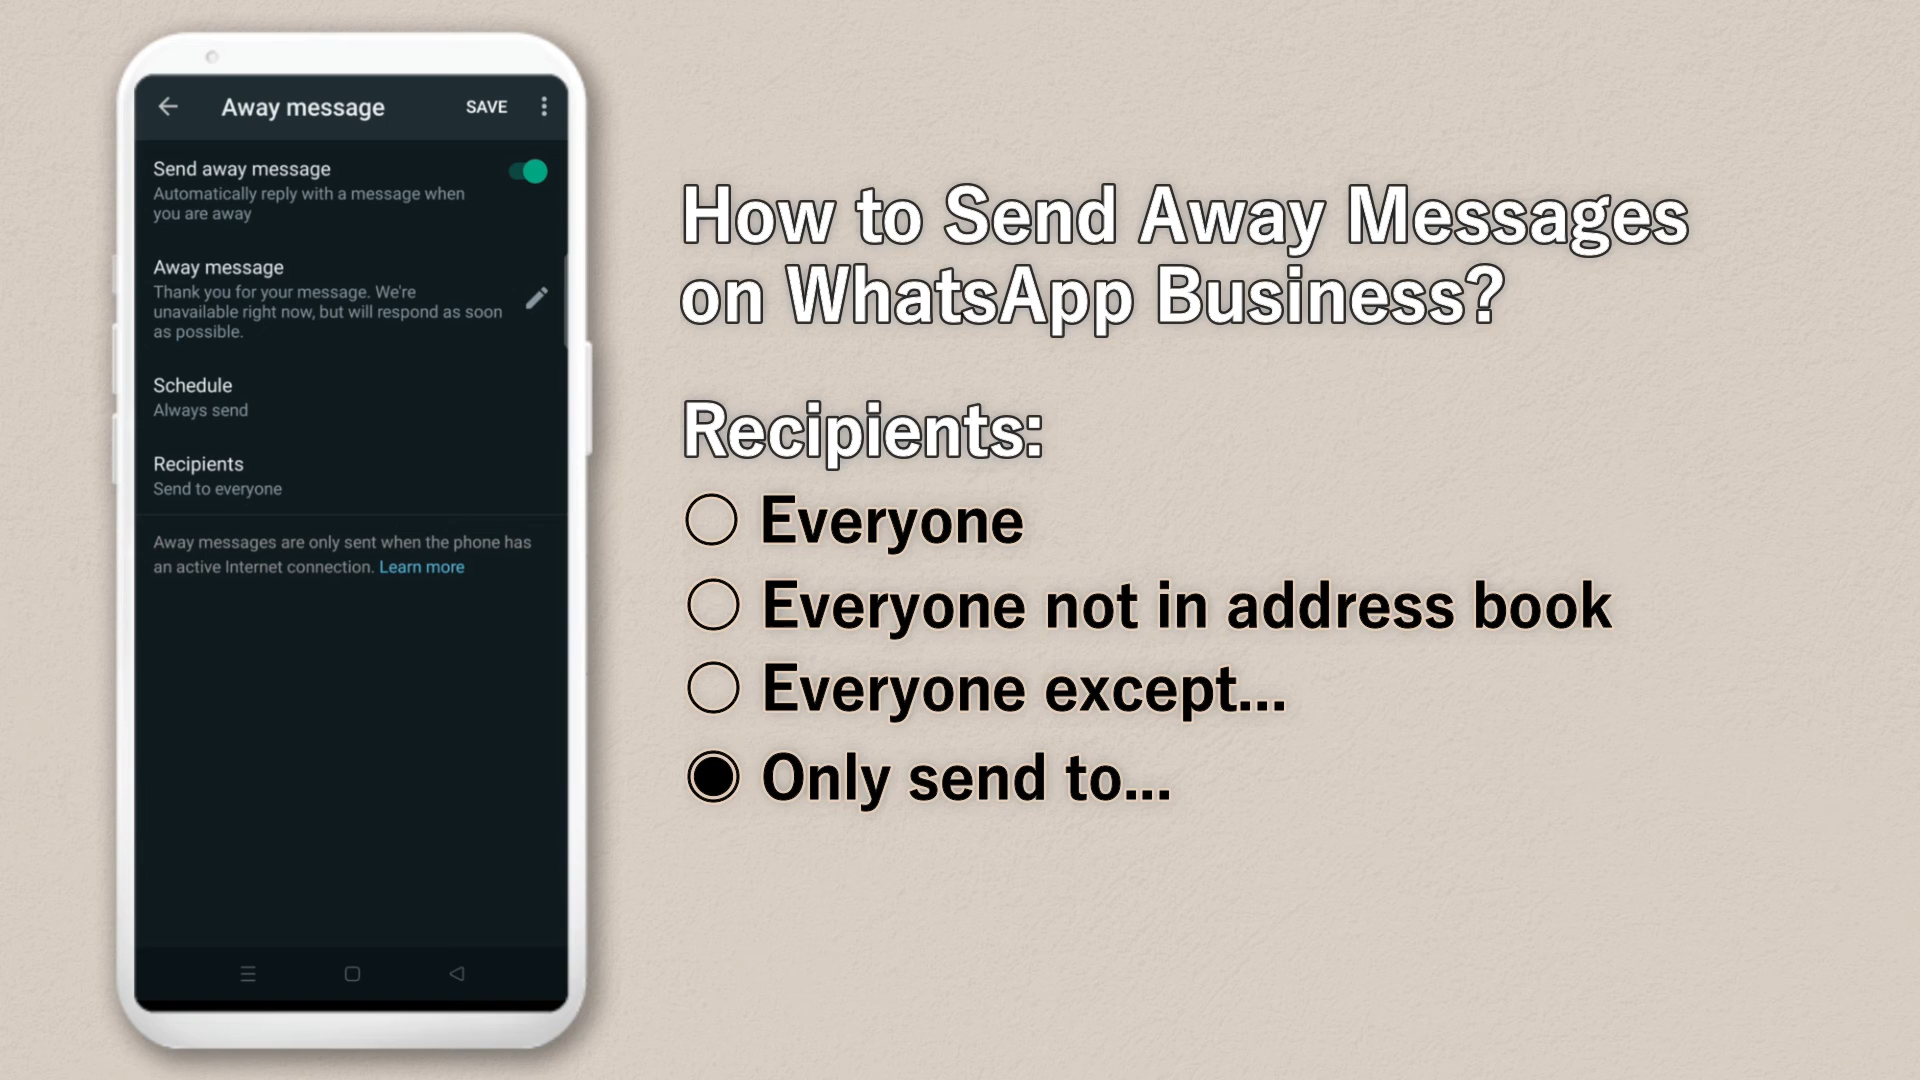 Away message
SAVE
Send away message
Automatically reply with a message when
you are away
Away message
Thank you for your message. We're
unavailable right now, but will respond as soon
as possible.
Schedule
Always send
Recipients
Send to everyone
Away messages are only sent when the phone has
an active Internet connection. Learn more
How to Send Away Messages
on WhatsApp Business?
Recipients:
Everyone
Everyone not in address book
Everyone except...
Only send to...